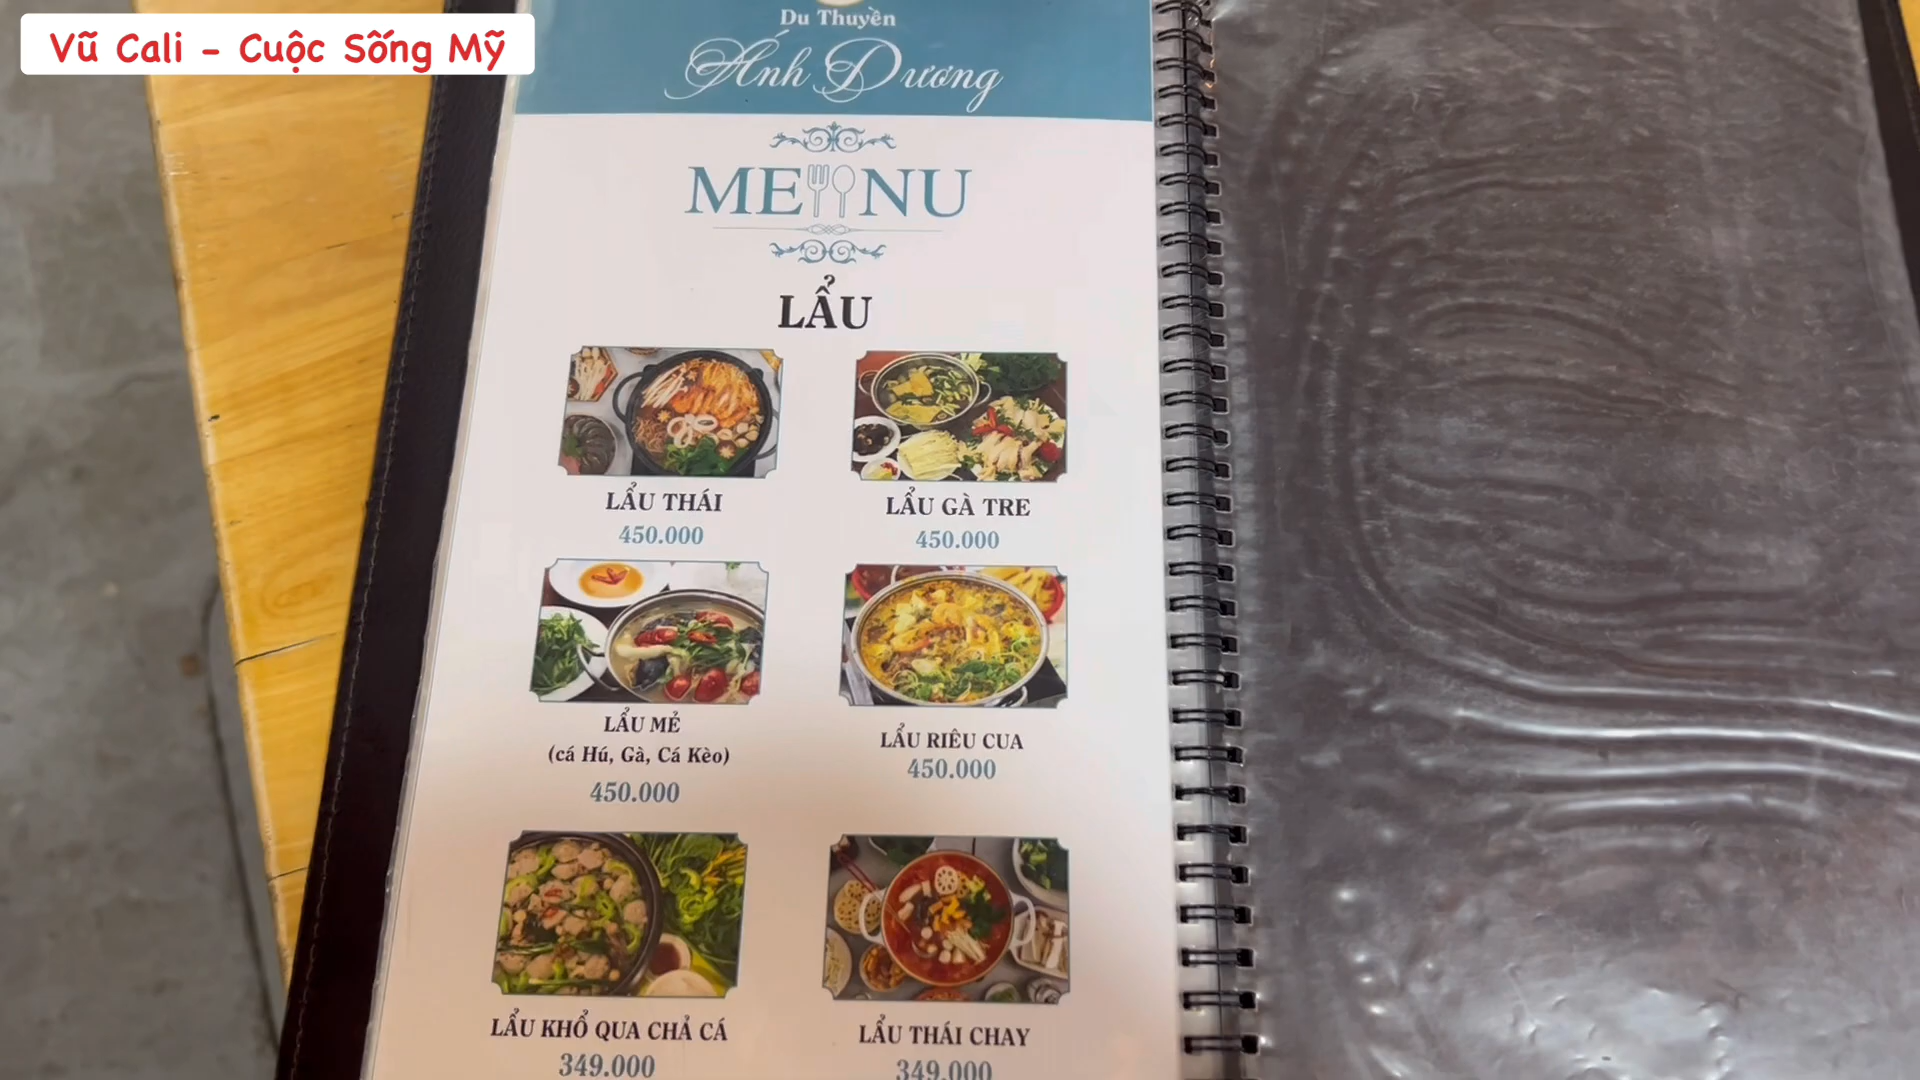 Vũ Cali - Cuộc Sống Mỹ
Du Thuyền
Ánh Dương
MENU
LẨU
LẨU THÁI
450.000
LẨU GÀ TRE
450.000
LẨU MẺ
(cá Hú, Gà, Cá Kèo)
450.000
LẨU RIÊU CUA
450.000
LẨU KHỔ QUA CHẢ CÁ
349.000
LẨU THÁI CHAY
349.000